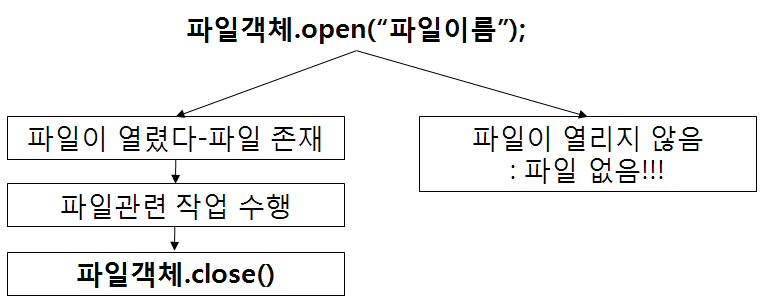 파일객체.open(“파일이름”);
파일이 열렸다-파일 존재
파일관련 작업 수행
파일객체.close()
파일이 열리지 않음
: 파일 없음!!!